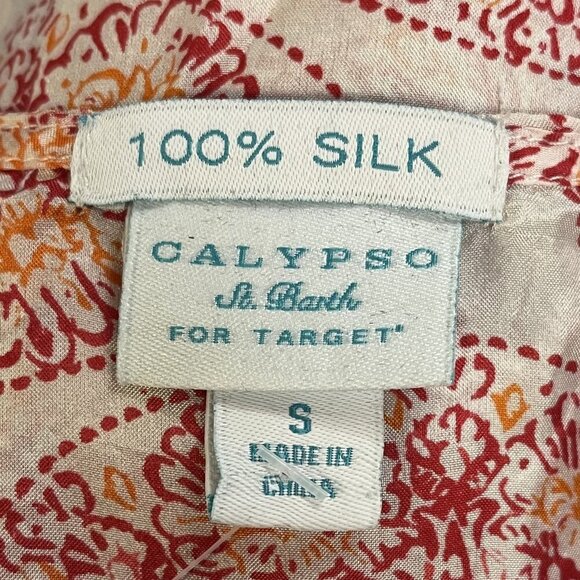 100% SILK
CALYPSO
St. Barth
FOR TARGET®
S
MADE IN
CHINA